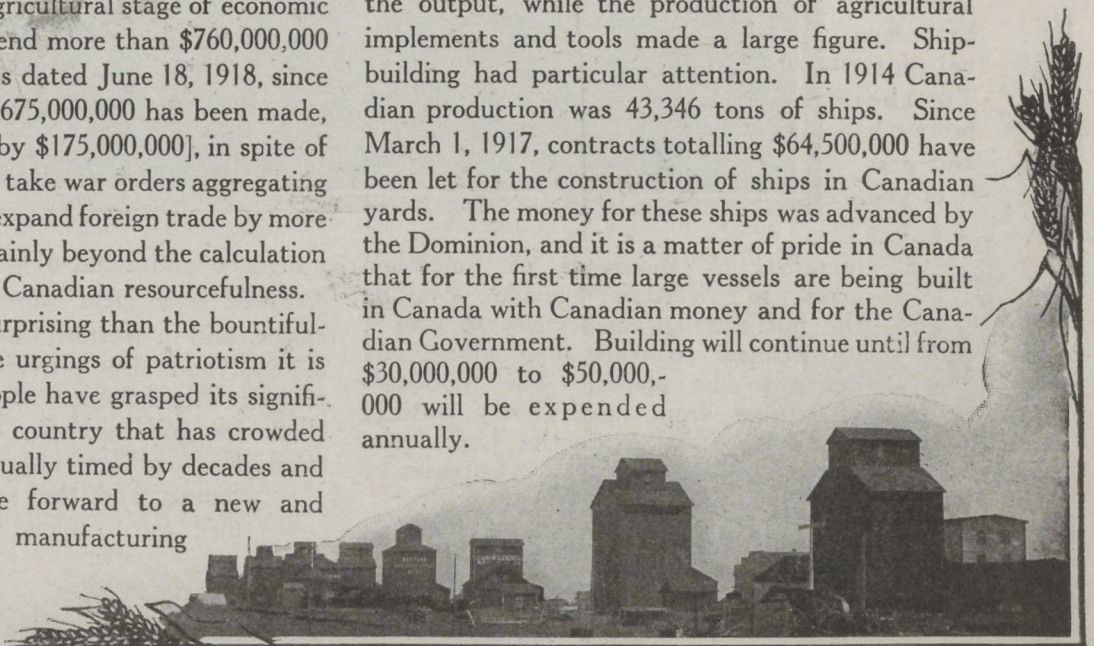 gricultural stage of economic
end more than $760,000,000
s dated June 18, 1918, since
675,000,000 has been made,
by $175,000,000], in spite of
take war orders aggregating
expand foreign trade by more
ainly beyond the calculation
Canadian resourcefulness.
urprising than the bountiful-
e urgings of patriotism it is
ple have grasped its signifi-
country that has crowded
ually timed by decades and
e forward to a new and
manufacturing
the output, while the production of agricultural
implements and tools made a large figure. Ship-
building had particular attention. In 1914 Cana-
dian production was 43,346 tons of ships. Since
March 1, 1917, contracts totalling $64,500,000 have
been let for the construction of ships in Canadian
yards. The money for these ships was advanced by
the Dominion, and it is a matter of pride in Canada
that for the first time large vessels are being built
in Canada with Canadian money and for the Cana-
dian Government. Building will continue until from
$30,000,000 to $50,000,-
000 will be expended
annually.